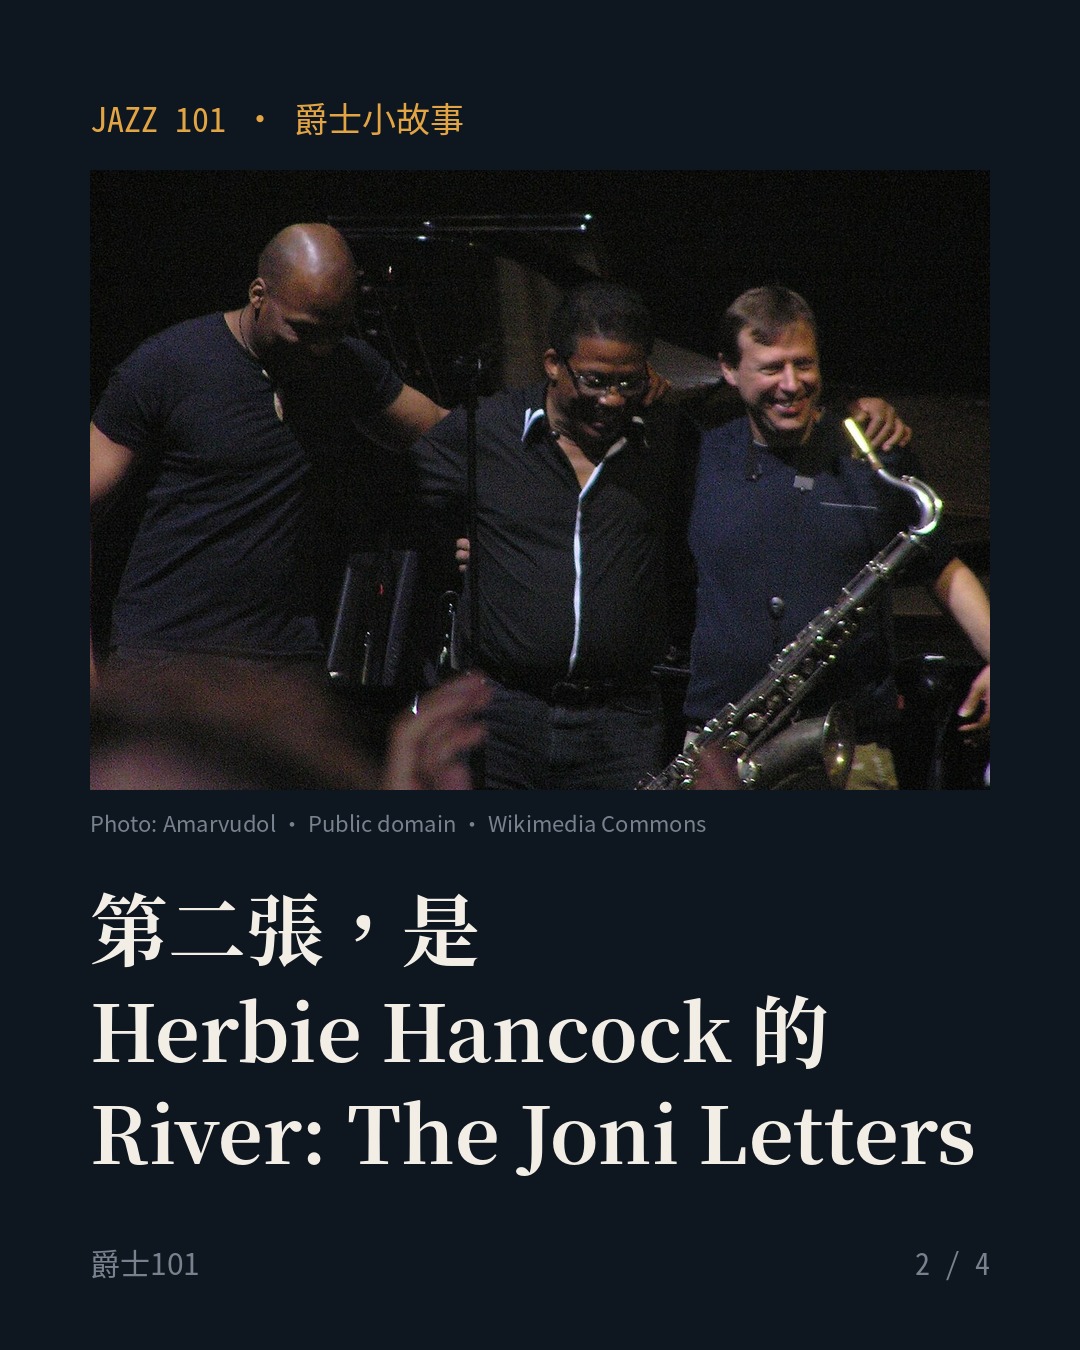 JAZZ 101 · 爵士小故事
Photo: Amarvudol · Public domain · Wikimedia Commons
第二張，是
Herbie Hancock 的
River: The Joni Letters
爵士101
2 / 4